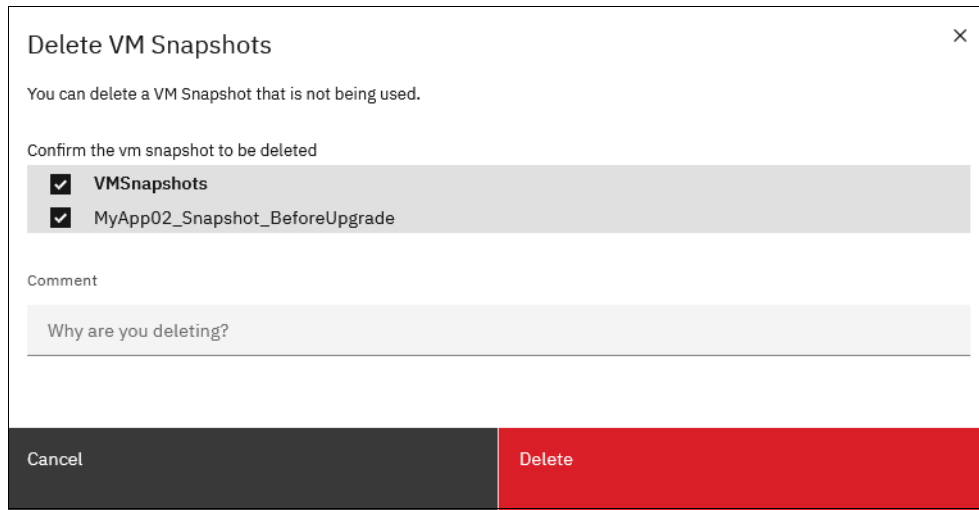 Delete VM Snapshots
You can delete a VM Snapshot that is not being used.
Confirm the vm snapshot to be deleted
VMSnapshots
MyApp02_Snapshot_BeforeUpgrade
Comment
Why are you deleting?
Cancel
Delete